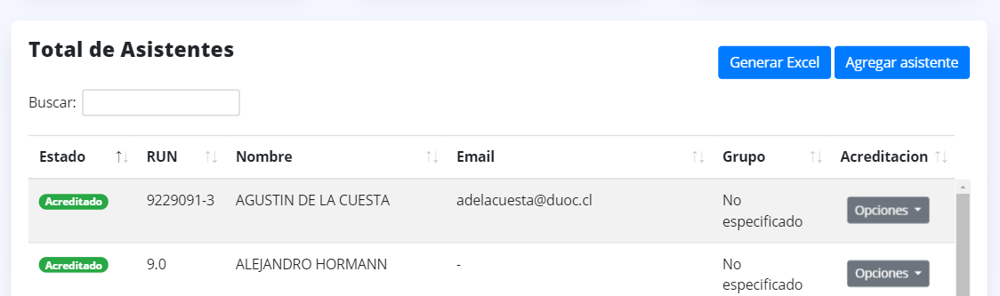 Total de Asistentes
Generar Excel Agregar asistente
Buscar:
Estado RUN Nombre Email Grupo Acreditacion
Acreditado 9229091-3 AGUSTIN DE LA CUESTA adelacuesta@duoc.cl No especificado Opciones
Acreditado 9.0 ALEJANDRO HORMANN - No especificado Opciones